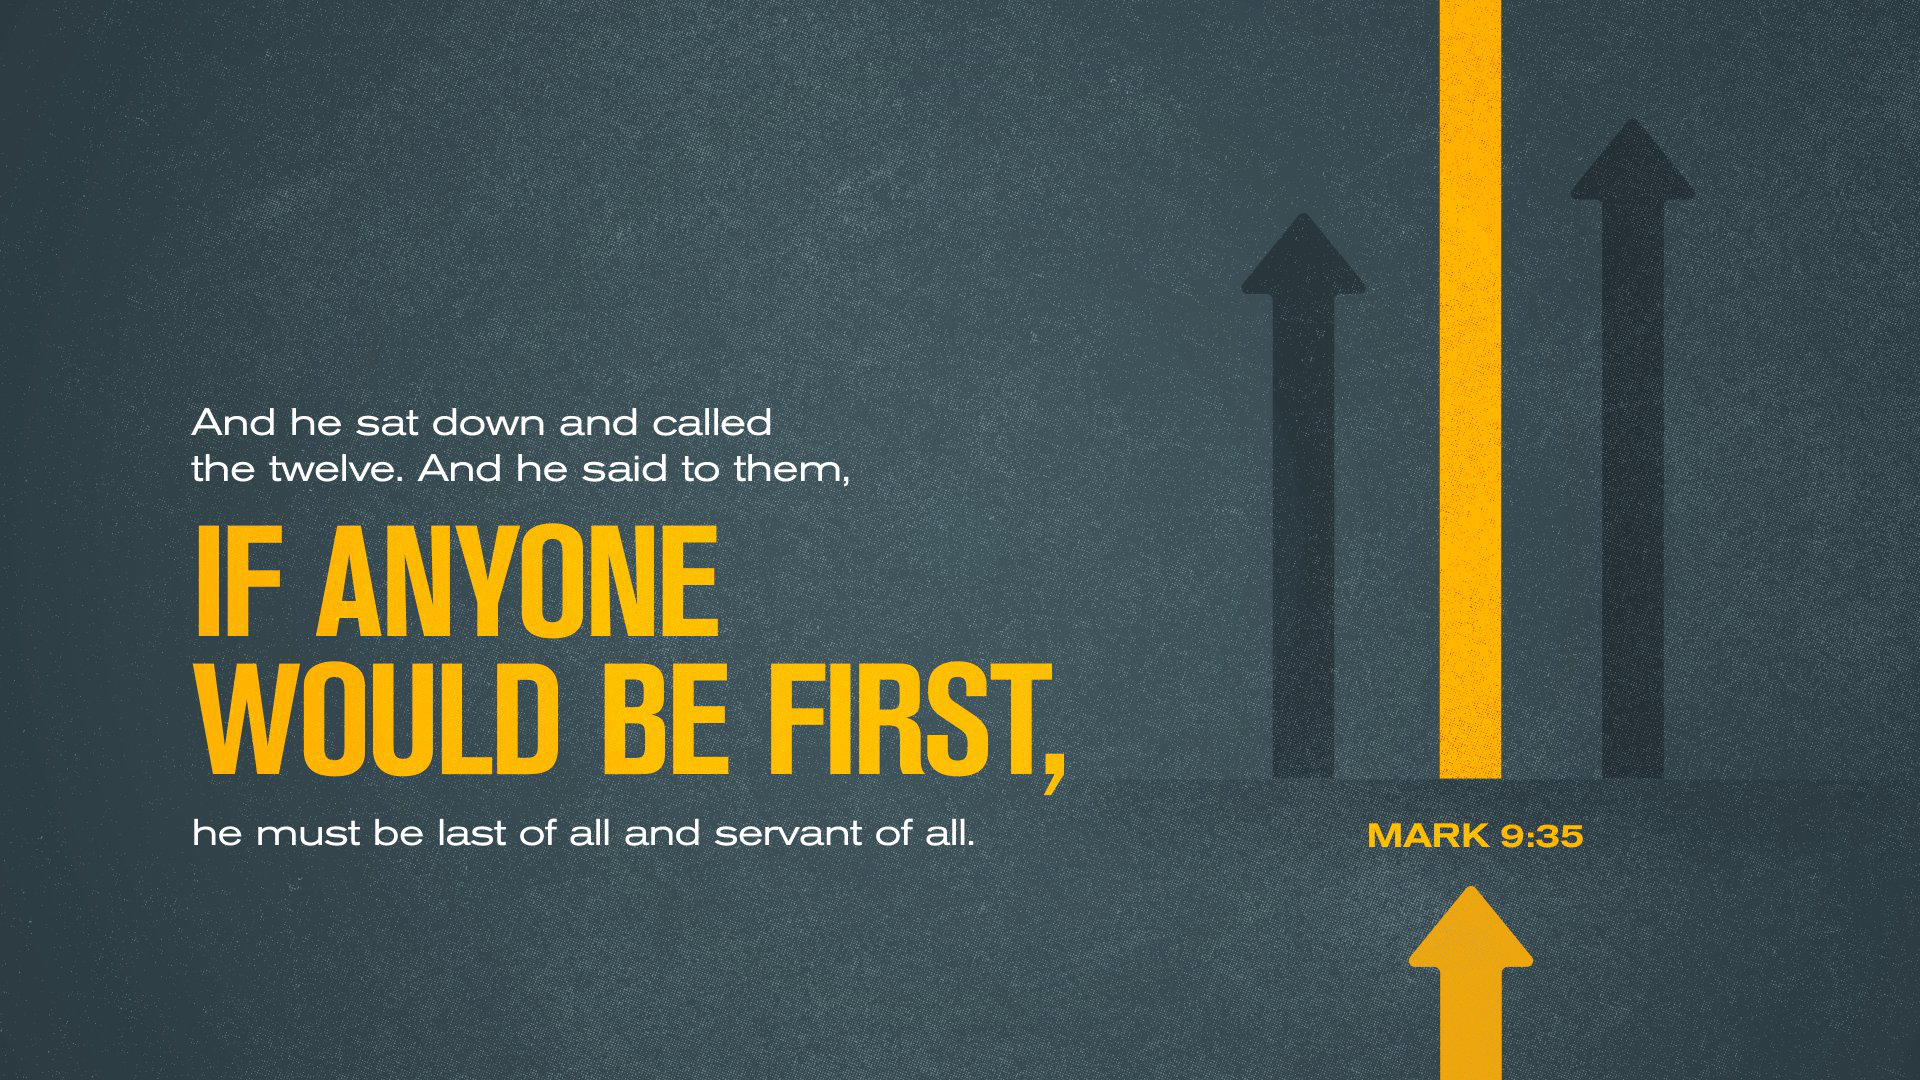 And he sat down and called
the twelve. And he said to them,
IF ANYONE
WOULD BE FIRST,
he must be last of all and servant of all.
MARK 9:35